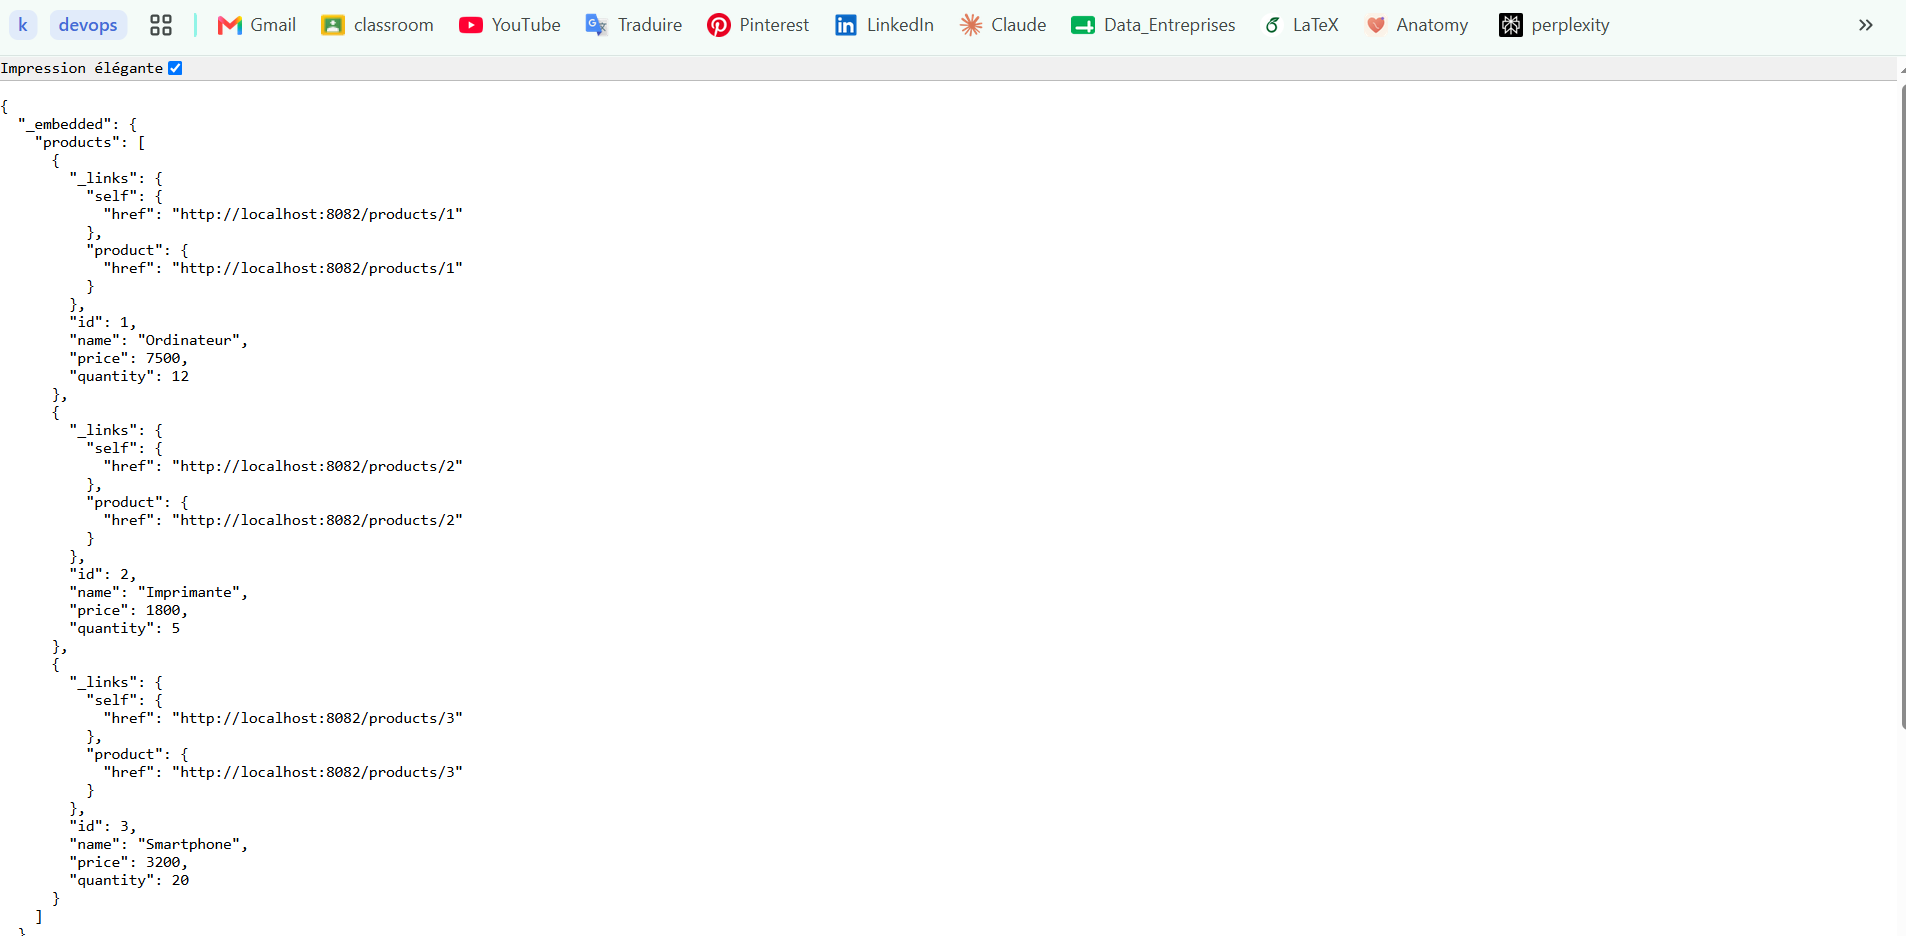 k devops Gmail classroom YouTube Traduire Pinterest LinkedIn Claude Data_Entreprises LaTeX Anatomy perplexity »
Impression élégante
{
  "_embedded": {
    "products": [
      {
        "_links": {
          "self": {
            "href": "http://localhost:8082/products/1"
          },
          "product": {
            "href": "http://localhost:8082/products/1"
          }
        },
        "id": 1,
        "name": "Ordinateur",
        "price": 7500,
        "quantity": 12
      },
      {
        "_links": {
          "self": {
            "href": "http://localhost:8082/products/2"
          },
          "product": {
            "href": "http://localhost:8082/products/2"
          }
        },
        "id": 2,
        "name": "Imprimante",
        "price": 1800,
        "quantity": 5
      },
      {
        "_links": {
          "self": {
            "href": "http://localhost:8082/products/3"
          },
          "product": {
            "href": "http://localhost:8082/products/3"
          }
        },
        "id": 3,
        "name": "Smartphone",
        "price": 3200,
        "quantity": 20
      }
    ]
  }